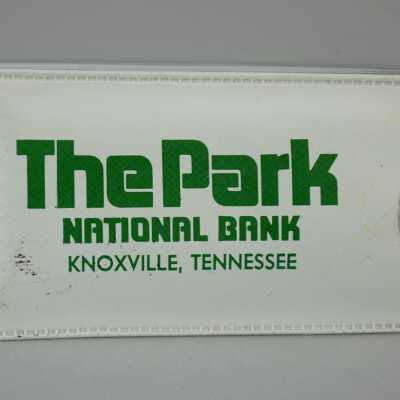 The Park
NATIONAL BANK
KNOXVILLE, TENNESSEE